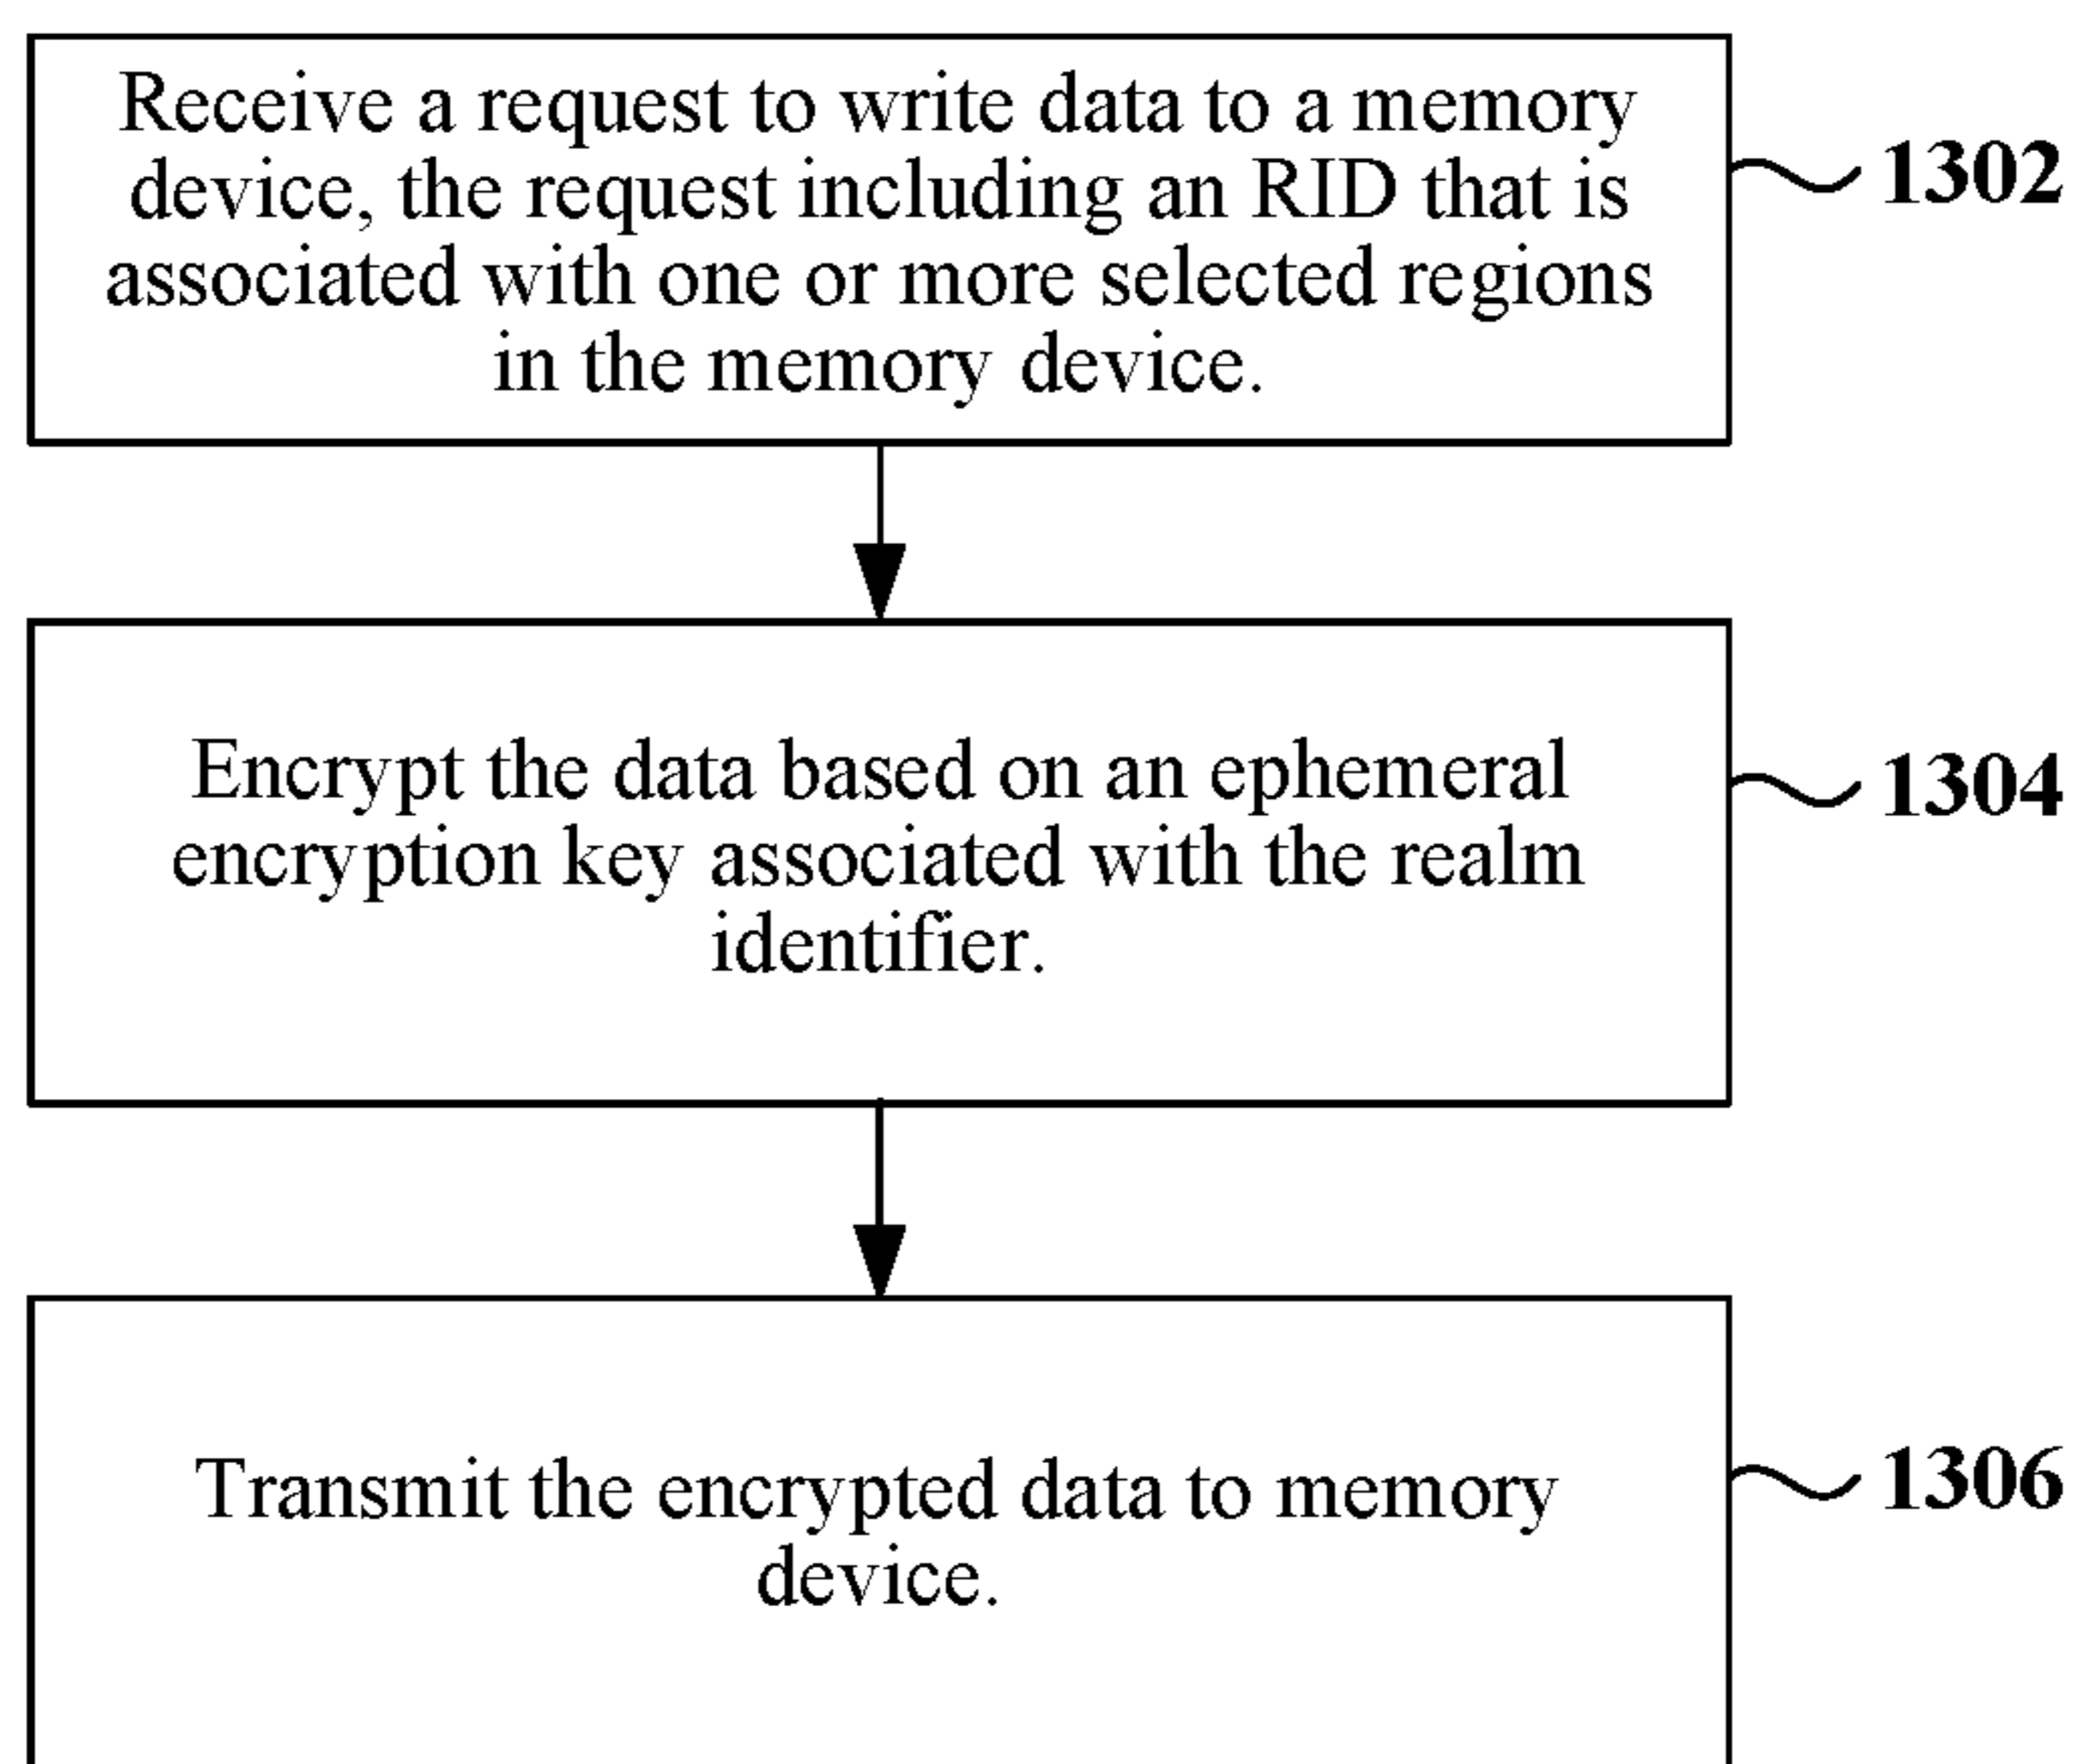 Receive a request to write data to a memory
device, the request including an RID that is
associated with one or more selected regions
in the memory device.
1302
Encrypt the data based on an ephemeral
encryption key associated with the realm
identifier.
1304
Transmit the encrypted data to memory
device.
1306